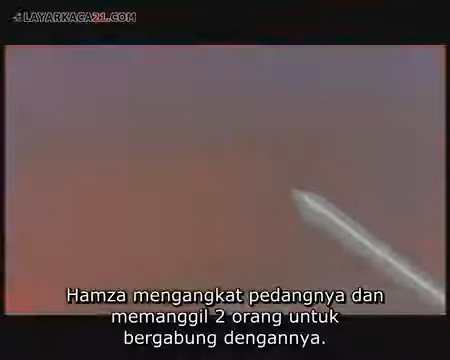 LAYARKACA21.COM
Hamza mengangkat pedangnya dan
memanggil 2 orang untuk
bergabung dengannya.